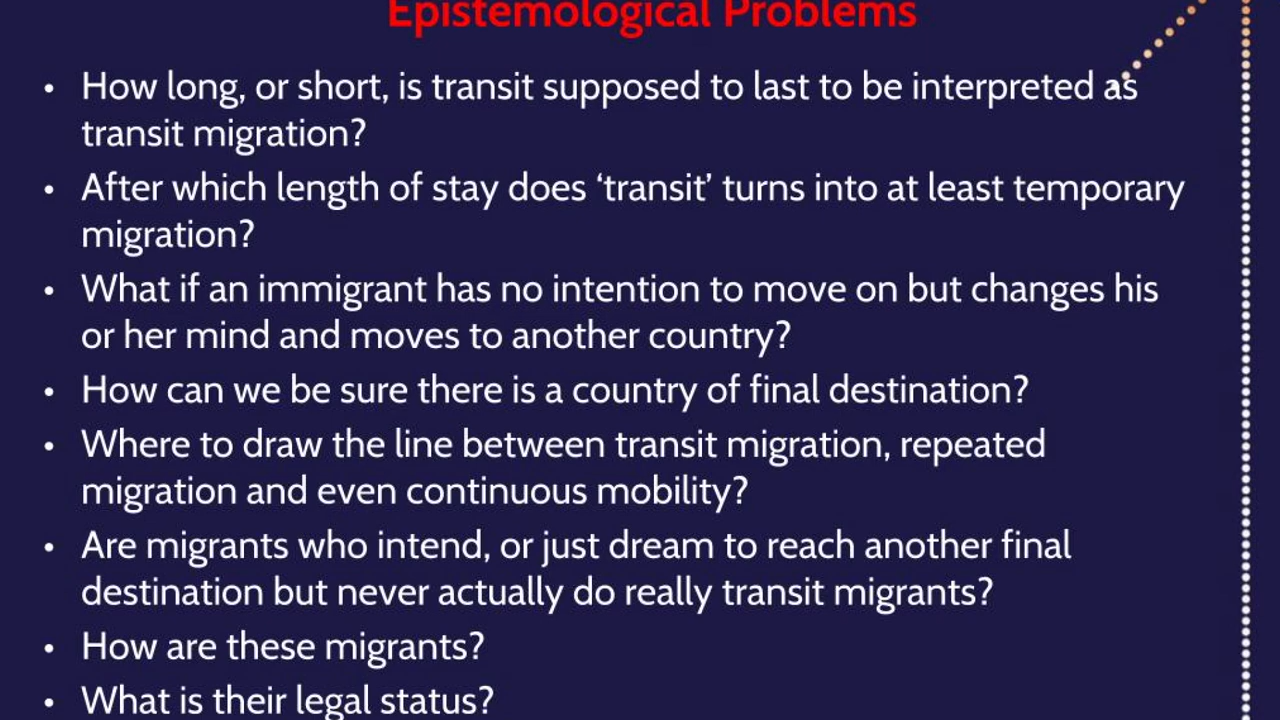 Epistemological Problems
• How long, or short, is transit supposed to last to be interpreted as
transit migration?
• After which length of stay does ‘transit’ turns into at least temporary
migration?
• What if an immigrant has no intention to move on but changes his
or her mind and moves to another country?
• How can we be sure there is a country of final destination?
• Where to draw the line between transit migration, repeated
migration and even continuous mobility?
• Are migrants who intend, or just dream to reach another final
destination but never actually do really transit migrants?
• How are these migrants?
• What is their legal status?